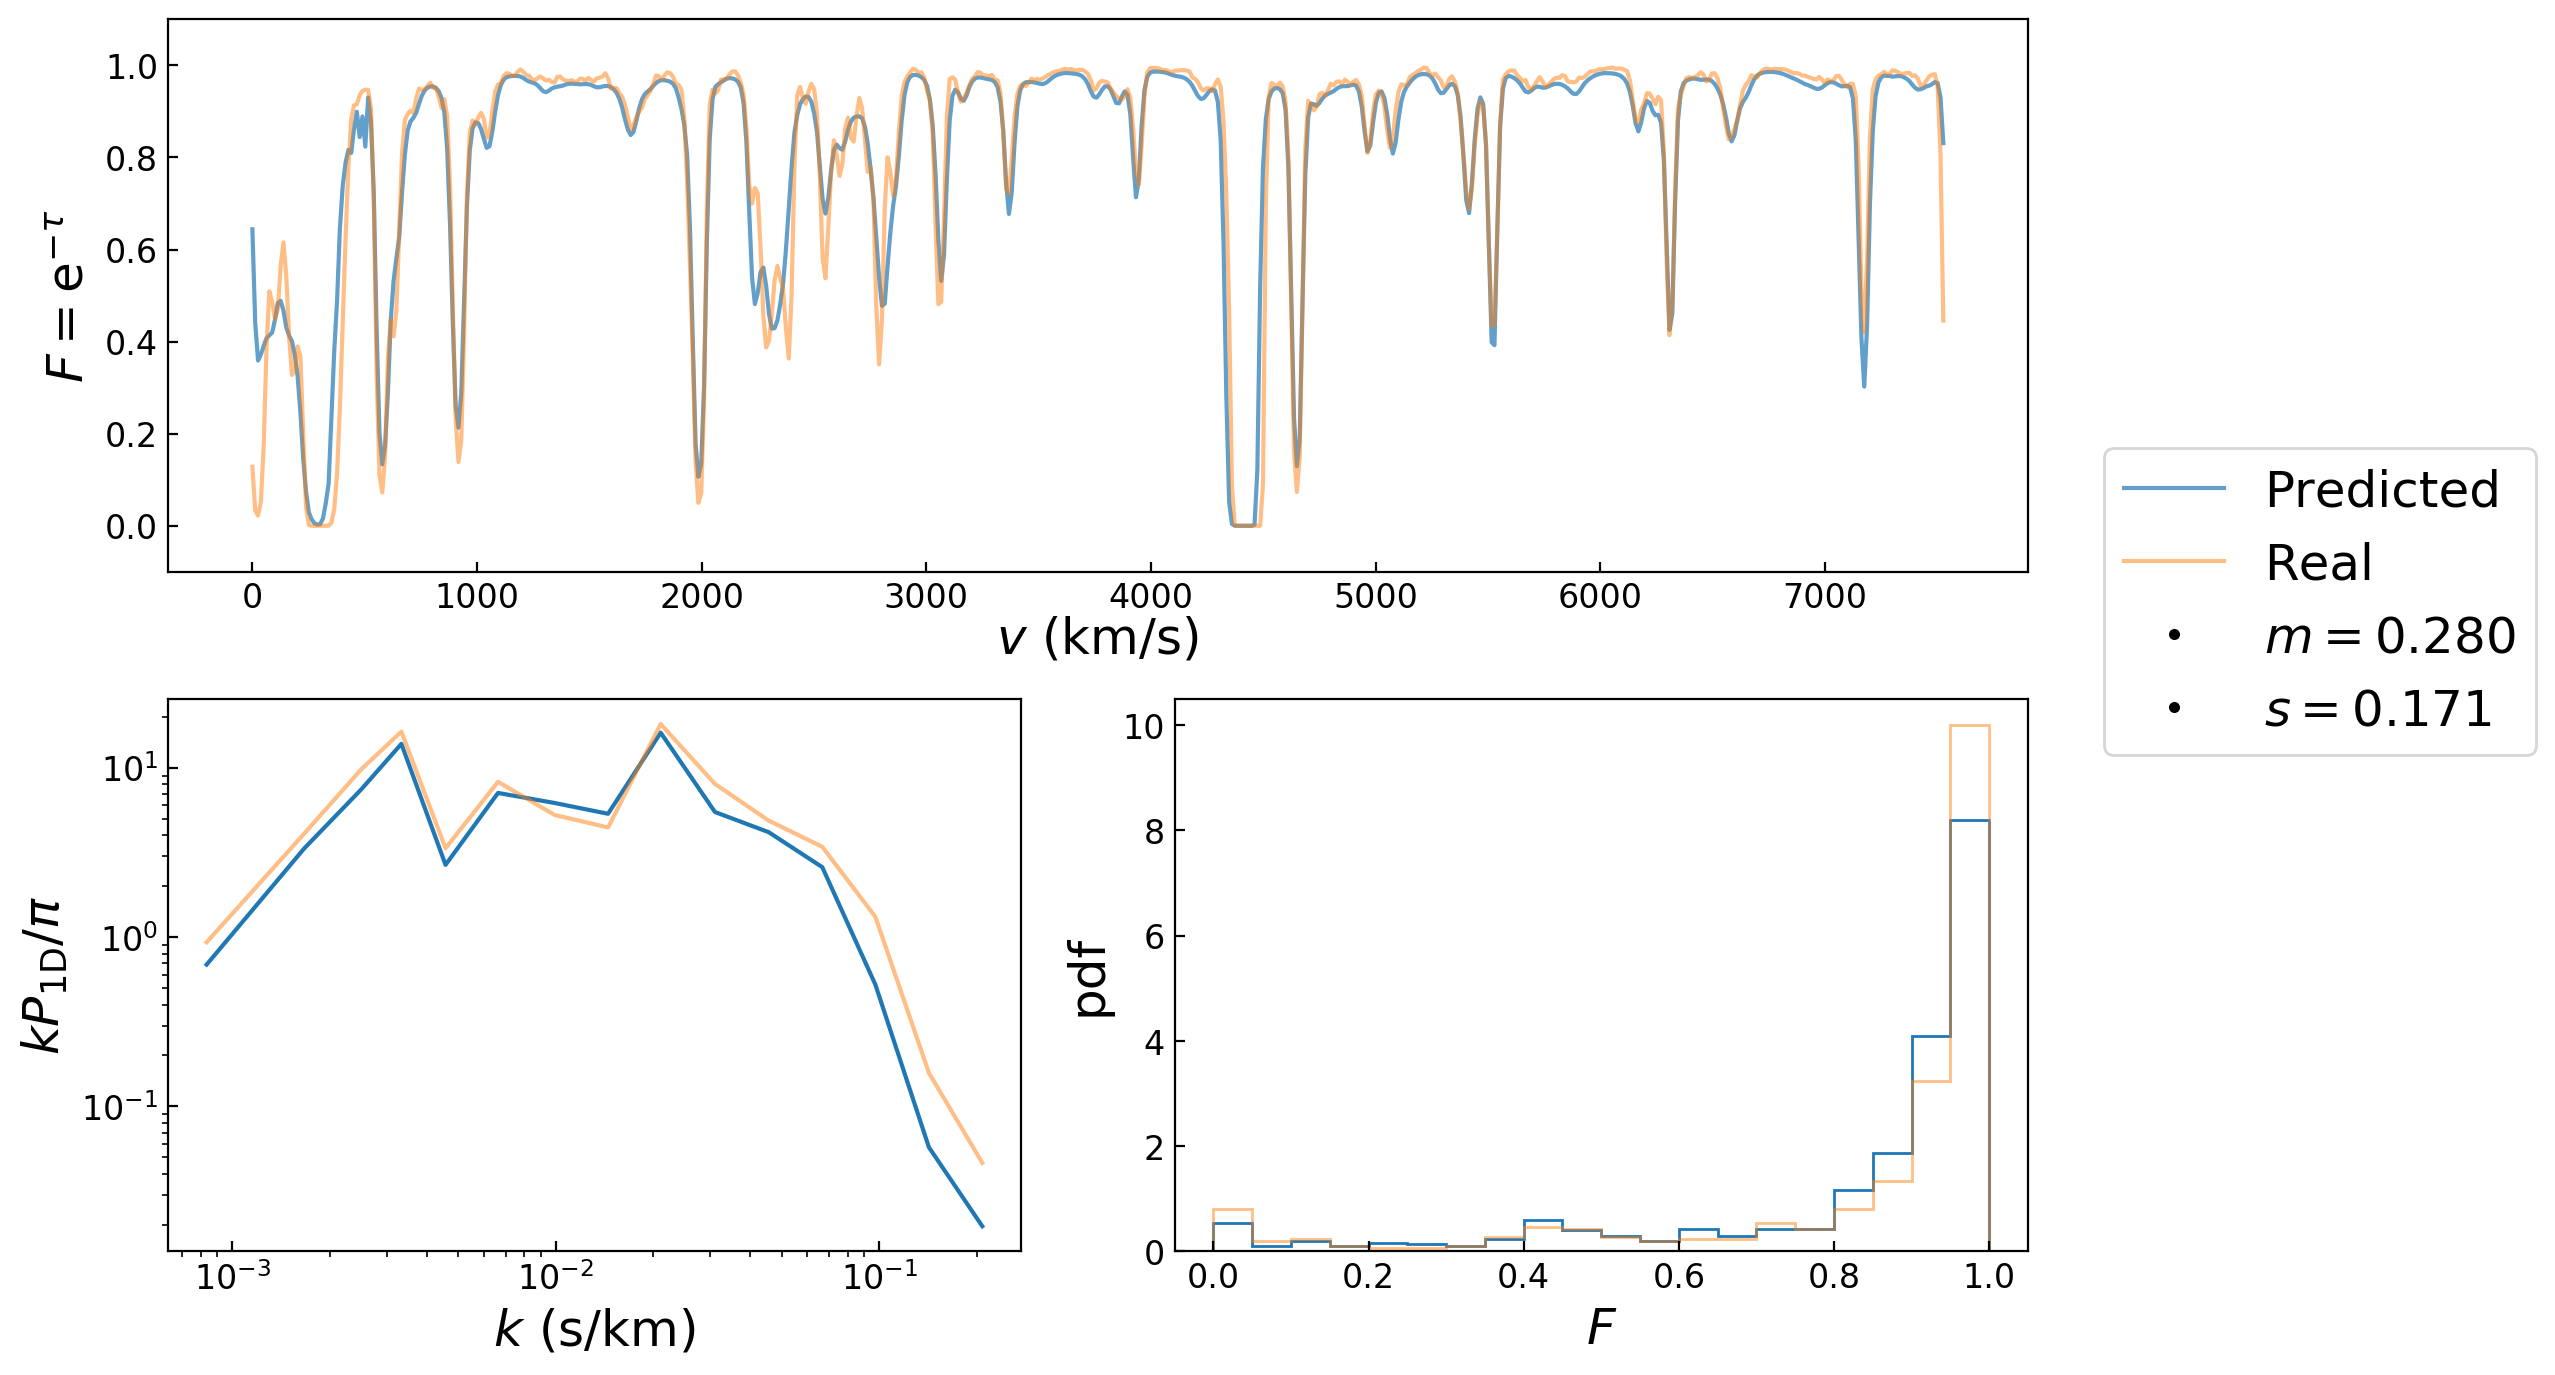 1.0
0.8
0.6
0.4
0.2
0.0
F = e^{-τ}
0 1000 2000 3000 4000 5000 6000 7000
v (km/s)
Predicted
Real
m = 0.280
s = 0.171
10^1
10^0
10^{-1}
kP_{1D}/π
10^{-3} 10^{-2} 10^{-1}
k (s/km)
10
8
6
4
2
0
pdf
0.0 0.2 0.4 0.6 0.8 1.0
F